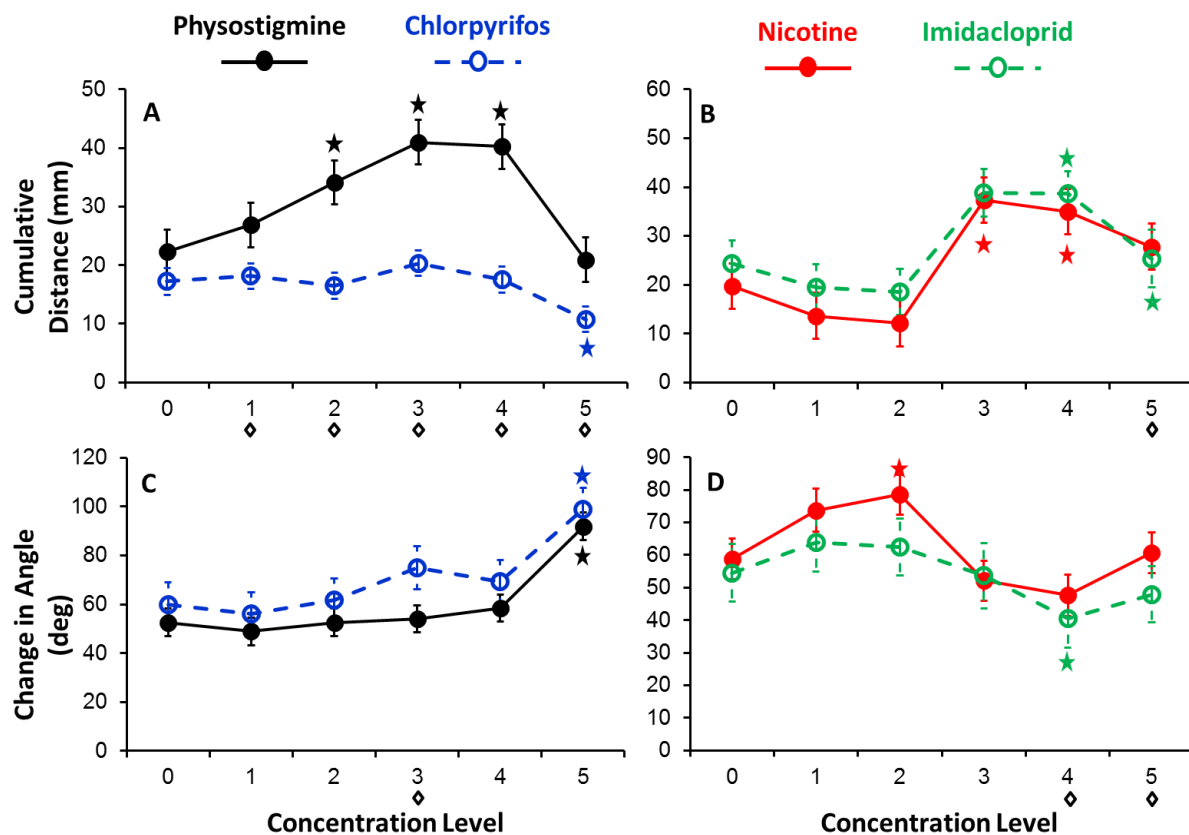 Physostigmine Chlorpyrifos Nicotine Imidacloprid
A
50
40
30
20
10
0
Cumulative
Distance (mm)
0 1 2 3 4 5
B
60
50
40
30
20
10
0
0 1 2 3 4 5
C
120
100
80
60
40
20
0
Change in Angle
(deg)
0 1 2 3 4 5
Concentration Level
D
90
80
70
60
50
40
30
20
10
0
0 1 2 3 4 5
Concentration Level